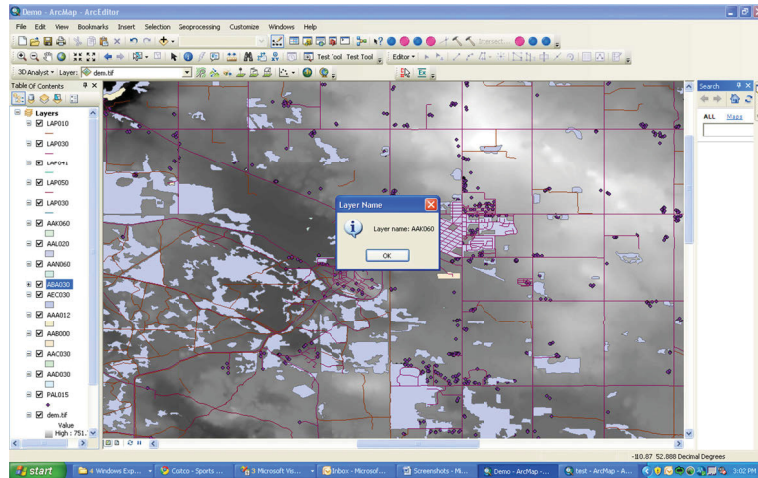 Demo - ArcMap - ArcEditor
File Edit View Bookmarks Insert Selection Geoprocessing Customize Windows Help
Test Tool Test Tool Editor
3D Analyst Layer: dem.tif
Table Of Contents
Search
Layers
ALL Maps
LAP010
LAP030
LAP050
LAP030
AAK060
AAL020
AAN060
ABA030
AEC030
AAA012
AAB000
AAC030
AAD030
PAL015
dem.tif
Value
High : 751.
Layer Name
Layer name: AAK060
OK
-110.87 52.888 Decimal Degrees
start
4 Windows Exp...
Costco - Sports ...
3 Microsoft Vis...
Inbox - Microsof...
Screenshots - Mi...
Demo - ArcMap -...
test - ArcMap - A...
3:02 PM